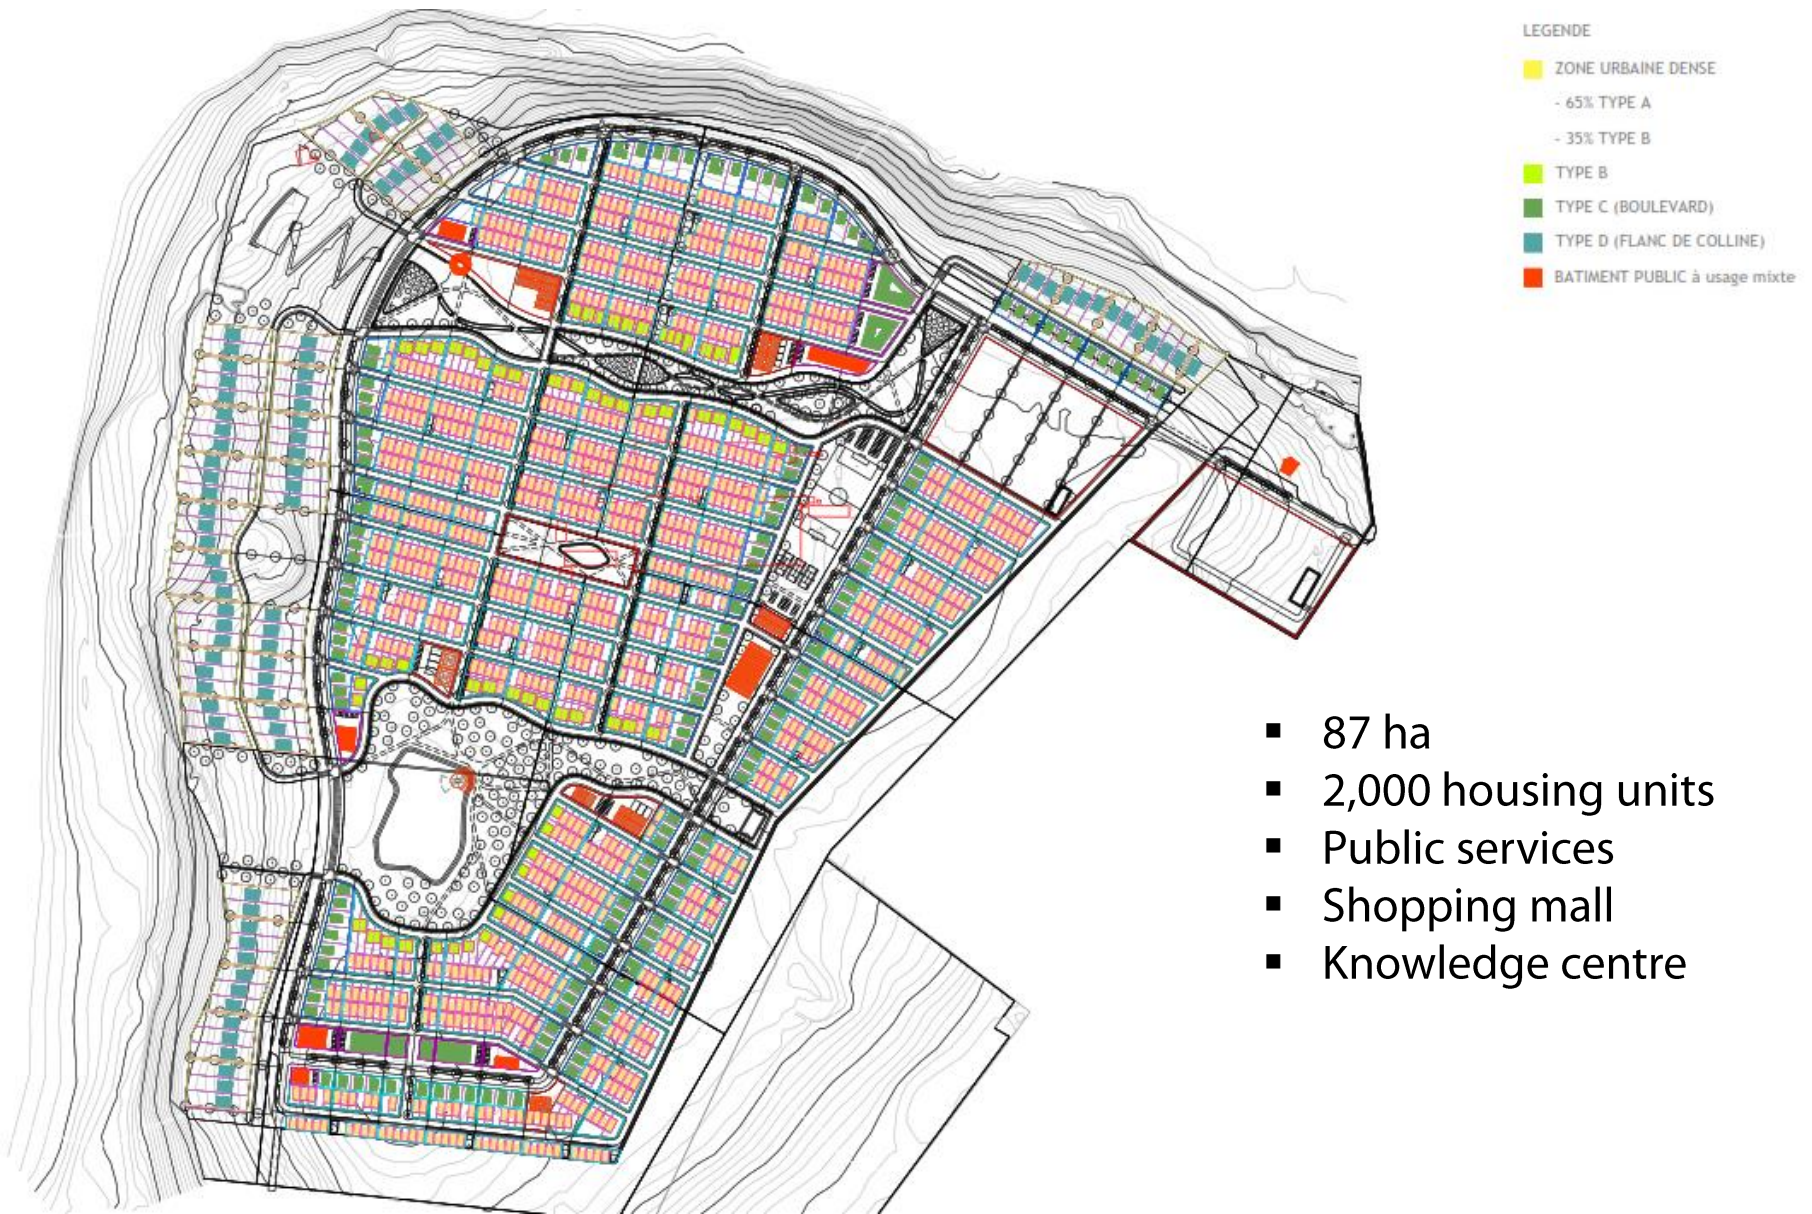 LEGENDE
ZONE URBAINE DENSE
- 65% TYPE A
- 35% TYPE B
TYPE B
TYPE C (BOULEVARD)
TYPE D (FLANC DE COLLINE)
BATIMENT PUBLIC à usage mixte
▪ 87 ha
▪ 2,000 housing units
▪ Public services
▪ Shopping mall
▪ Knowledge centre